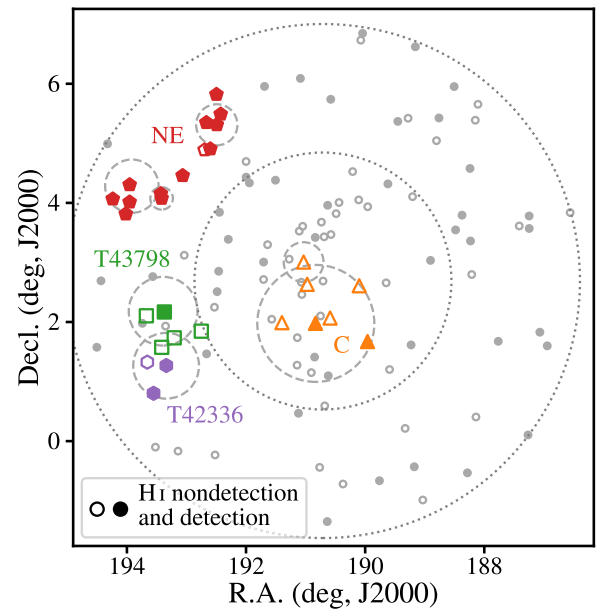 6
NE
4
T43798
Decl. (deg, J2000)
2
C
T42336
0
H I nondetection
and detection
194
192
190
188
R.A. (deg, J2000)